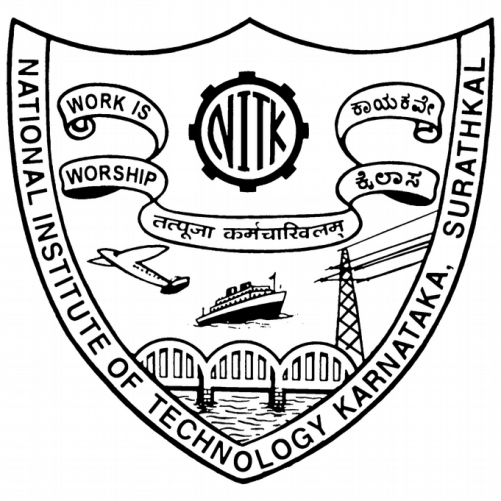 NATIONAL INSTITUTE OF TECHNOLOGY KARNATAKA, SURATHKAL
NITK
WORK IS
WORSHIP
ಕಾಯಕವೇ
ಕೈಲಾಸ
तत्पूजा कर्मचाखिलम्